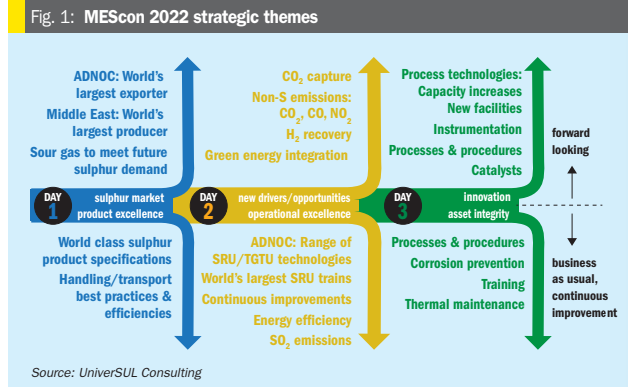 Fig. 1: MEScon 2022 strategic themes
ADNOC: World's
largest exporter
Middle East: World's
largest producer
Sour gas to meet future
sulphur demand
CO2 capture
Non-S emissions:
CO2, CO, NO2
H2 recovery
Green energy integration
Process technologies:
Capacity increases
New facilities
Instrumentation
Processes & procedures
Catalysts
forward
looking
DAY
1
sulphur market
product excellence
DAY
2
new drivers/opportunities
operational excellence
DAY
3
innovation
asset integrity
World class sulphur
product specifications
Handling/transport
best practices &
efficiencies
ADNOC: Range of
SRU/TGTU technologies
World's largest SRU trains
Continuous improvements
Energy efficiency
SO2 emissions
Processes & procedures
Corrosion prevention
Training
Thermal maintenance
business
as usual,
continuous
improvement
Source: UniverSUL Consulting